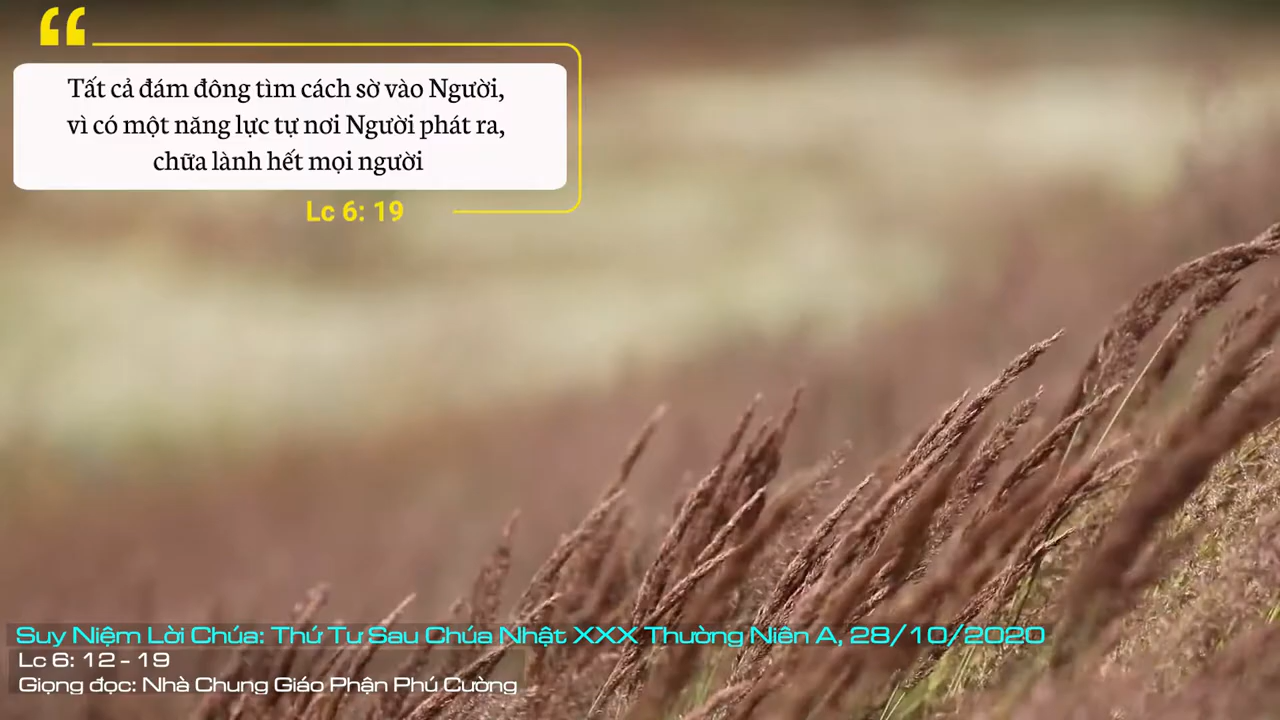 Tất cả đám đông tìm cách sờ vào Người,
vì có một năng lực tự nơi Người phát ra,
chữa lành hết mọi người
Lc 6: 19
Suy Niệm Lời Chúa: Thứ Tư Sau Chúa Nhật XXX Thường Niên A, 28/10/2020
Lc 6: 12 - 19
Giọng đọc: Nhà Chung Giáo Phận Phú Cường